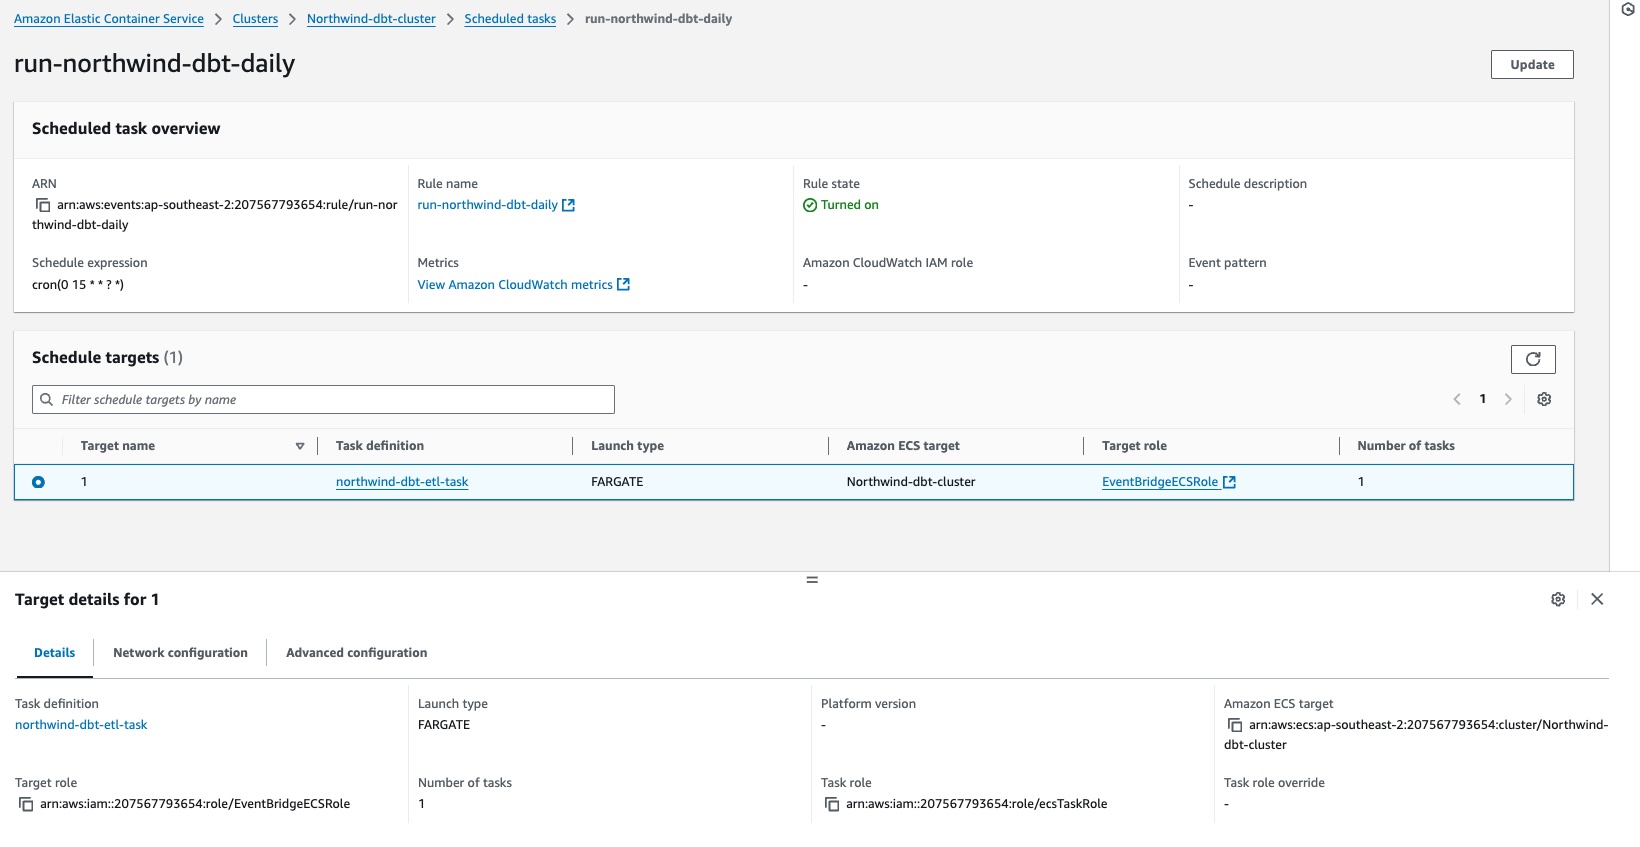 Amazon Elastic Container Service > Clusters > Northwind-dbt-cluster > Scheduled tasks > run-northwind-dbt-daily
run-northwind-dbt-daily
Update
Scheduled task overview
ARN
arn:aws:events:ap-southeast-2:207567793654:rule/run-nor
thwind-dbt-daily
Rule name
run-northwind-dbt-daily
Rule state
Turned on
Schedule description
-
Schedule expression
cron(0 15 * * ? *)
Metrics
View Amazon CloudWatch metrics
Amazon CloudWatch IAM role
-
Event pattern
-
Schedule targets (1)
Filter schedule targets by name
1
Target name Task definition Launch type Amazon ECS target Target role Number of tasks
1 northwind-dbt-etl-task FARGATE Northwind-dbt-cluster EventBridgeECSRole 1
Target details for 1
Details Network configuration Advanced configuration
Task definition
northwind-dbt-etl-task
Launch type
FARGATE
Platform version
-
Amazon ECS target
arn:aws:ecs:ap-southeast-2:207567793654:cluster/Northwind-
dbt-cluster
Target role
arn:aws:iam::207567793654:role/EventBridgeECSRole
Number of tasks
1
Task role
arn:aws:iam::207567793654:role/ecsTaskRole
Task role override
-